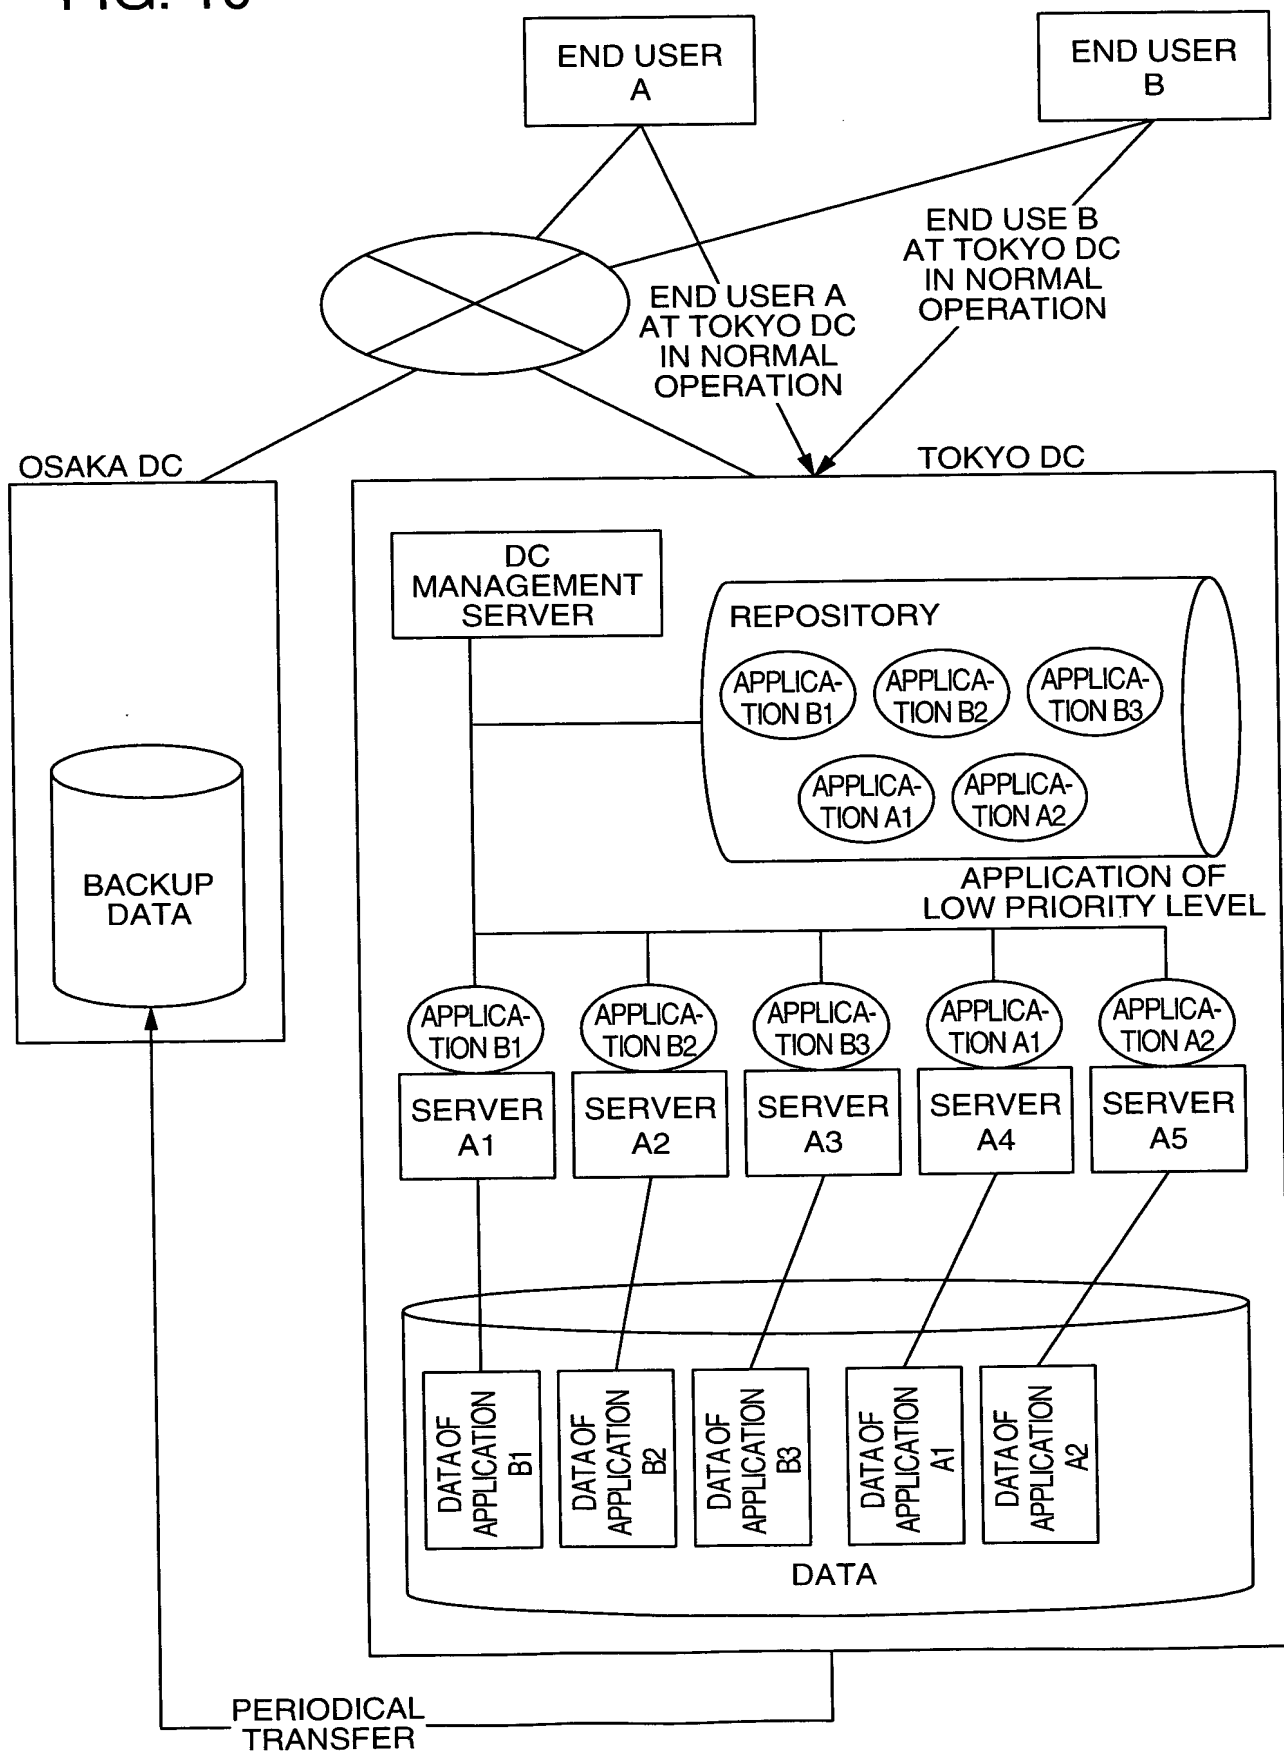 END USER
A
END USER
B
END USE B
AT TOKYO DC
IN NORMAL
OPERATION
END USER A
AT TOKYO DC
IN NORMAL
OPERATION
OSAKA DC
TOKYO DC
DC
MANAGEMENT
SERVER
REPOSITORY
APPLICA-
TION B1
APPLICA-
TION B2
APPLICA-
TION B3
APPLICA-
TION A1
APPLICA-
TION A2
BACKUP
DATA
APPLICATION OF
LOW PRIORITY LEVEL
APPLICA-
TION B1
APPLICA-
TION B2
APPLICA-
TION B3
APPLICA-
TION A1
APPLICA-
TION A2
SERVER
A1
SERVER
A2
SERVER
A3
SERVER
A4
SERVER
A5
DATA OF
APPLICATION
B1
DATA OF
APPLICATION
B2
DATA OF
APPLICATION
B3
DATA OF
APPLICATION
A1
DATA OF
APPLICATION
A2
DATA
PERIODICAL
TRANSFER